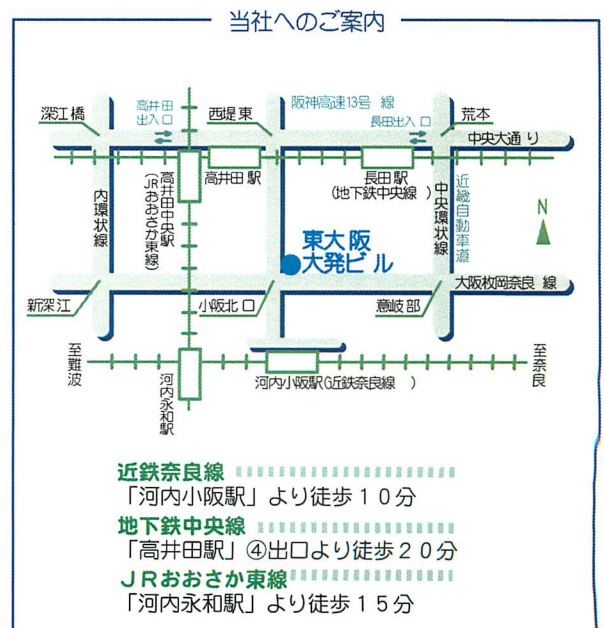 当社へのご案内
深江橋
高井田
出入口
西堤東
阪神高速13号 線
長田出入口
荒本
中央大通り
内環状線
高井田中央駅
(JRおおさか東線)
高井田駅
長田駅
(地下鉄中央線 )
中央環状線
近畿自動車道
N
東大阪
大発ビル
大阪枚岡奈良 線
新深江
小阪北口
意岐部
至難波
河内永和駅
河内小阪駅(近鉄奈良線 )
至奈良
近鉄奈良線
「河内小阪駅」より徒歩10分
地下鉄中央線
「高井田駅」④出口より徒歩20分
JRおおさか東線
「河内永和駅」より徒歩15分